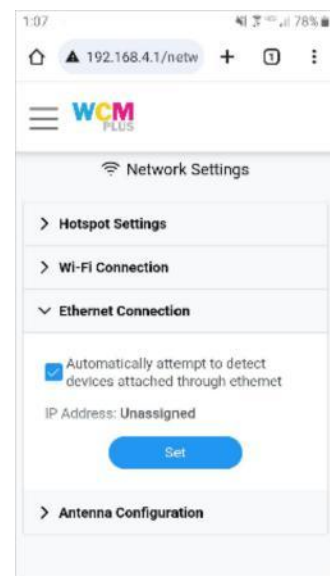 1:07
78%
192.168.4.1/netw
1
WCM
PLUS
Network Settings
Hotspot Settings
Wi-Fi Connection
Ethernet Connection
Automatically attempt to detect
devices attached through ethernet
IP Address: Unassigned
Set
Antenna Configuration